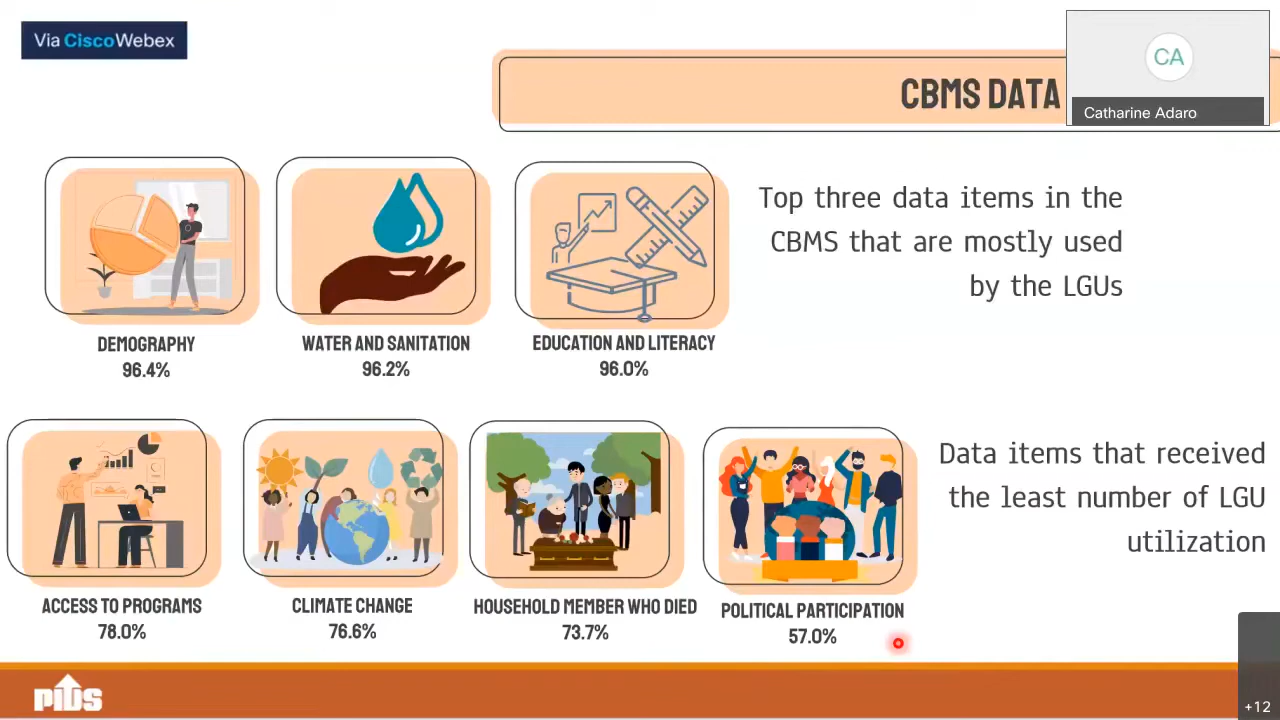 Via CiscoWebex
CBMS DATA
CA
Catharine Adaro
Top three data items in the
CBMS that are mostly used
by the LGUs
DEMOGRAPHY
96.4%
WATER AND SANITATION
96.2%
EDUCATION AND LITERACY
96.0%
Data items that received
the least number of LGU
utilization
ACCESS TO PROGRAMS
78.0%
CLIMATE CHANGE
76.6%
HOUSEHOLD MEMBER WHO DIED
73.7%
POLITICAL PARTICIPATION
57.0%
PIDS
+12